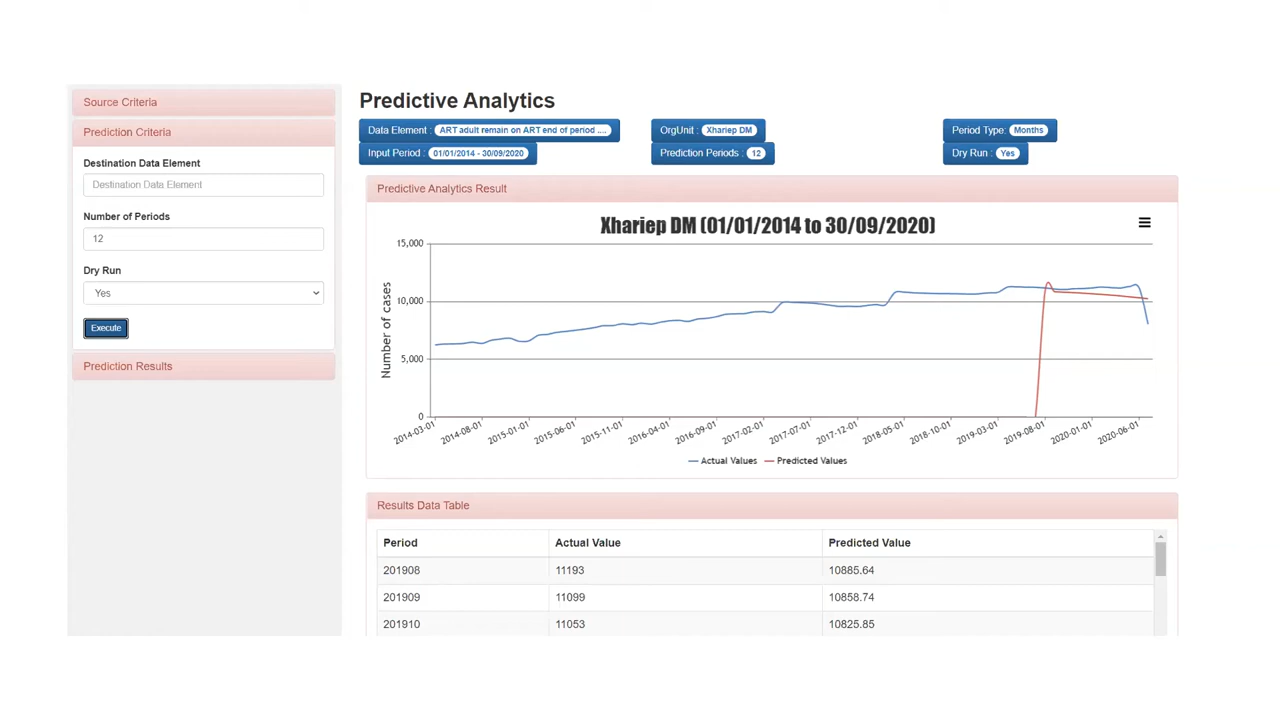 Source Criteria
Prediction Criteria
Destination Data Element
Destination Data Element
Number of Periods
12
Dry Run
Yes
Execute
Prediction Results
Predictive Analytics
Data Element : ART adult remain on ART end of period ....
OrgUnit : Xhariep DM
Period Type: Months
Input Period : 01/01/2014 - 30/09/2020
Prediction Periods : 12
Dry Run : Yes
Predictive Analytics Result
Xhariep DM (01/01/2014 to 30/09/2020)
Number of cases
15,000
10,000
5,000
0
2014-03-01 2014-08-01 2015-01-01 2015-06-01 2015-11-01 2016-04-01 2016-09-01 2017-02-01 2017-07-01 2017-12-01 2018-05-01 2018-10-01 2019-03-01 2019-08-01 2020-01-01 2020-06-01
Actual Values Predicted Values
Results Data Table
Period Actual Value Predicted Value
201908 11193 10885.64
201909 11099 10858.74
201910 11053 10825.85